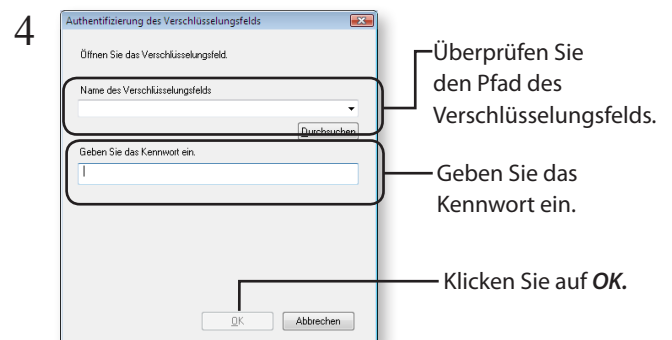 4
Authentifizierung des Verschlüsselungsfelds
Öffnen Sie das Verschlüsselungsfeld.
Name des Verschlüsselungsfelds
Durchsuchen
Geben Sie das Kennwort ein.
OK
Abbrechen
Überprüfen Sie
den Pfad des
Verschlüsselungsfelds.
Geben Sie das
Kennwort ein.
Klicken Sie auf OK.